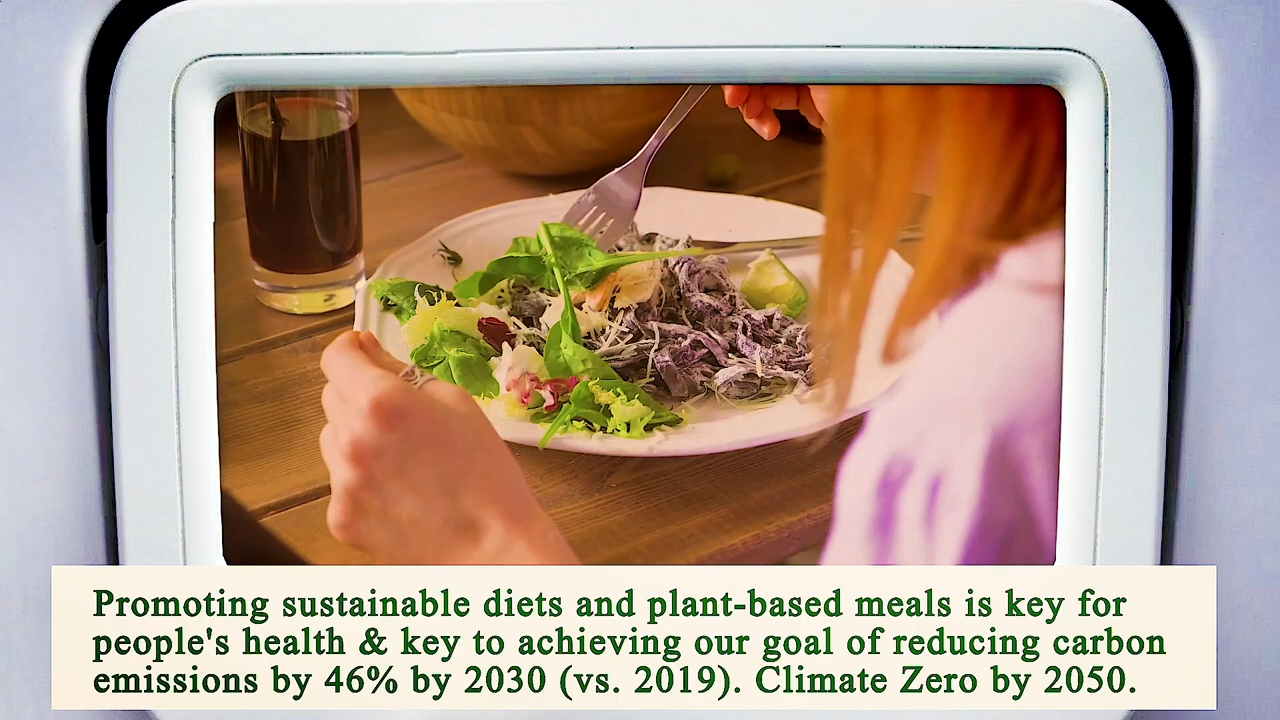 Promoting sustainable diets and plant-based meals is key for
people's health & key to achieving our goal of reducing carbon
emissions by 46% by 2030 (vs. 2019). Climate Zero by 2050.